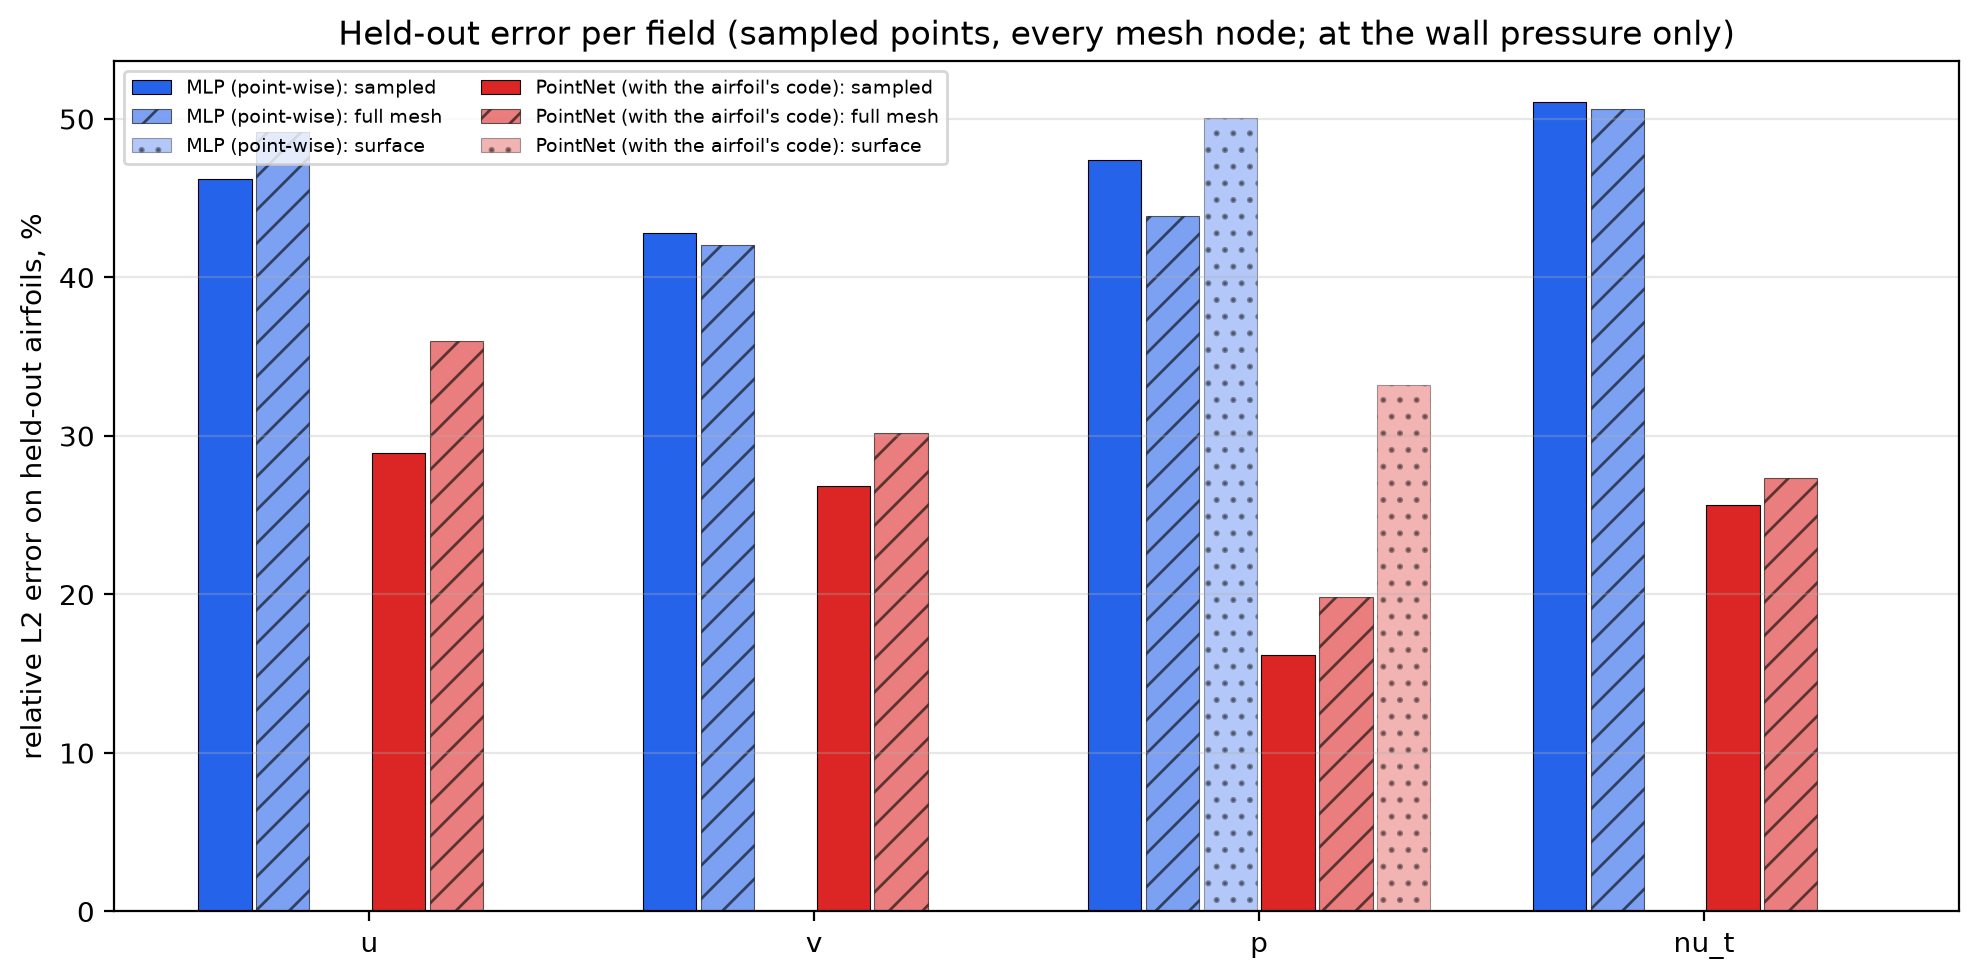 Held-out error per field (sampled points, every mesh node; at the wall pressure only)
MLP (point-wise): sampled
MLP (point-wise): full mesh
MLP (point-wise): surface
PointNet (with the airfoil's code): sampled
PointNet (with the airfoil's code): full mesh
PointNet (with the airfoil's code): surface
relative L2 error on held-out airfoils, %
50
40
30
20
10
0
u
v
p
nu_t